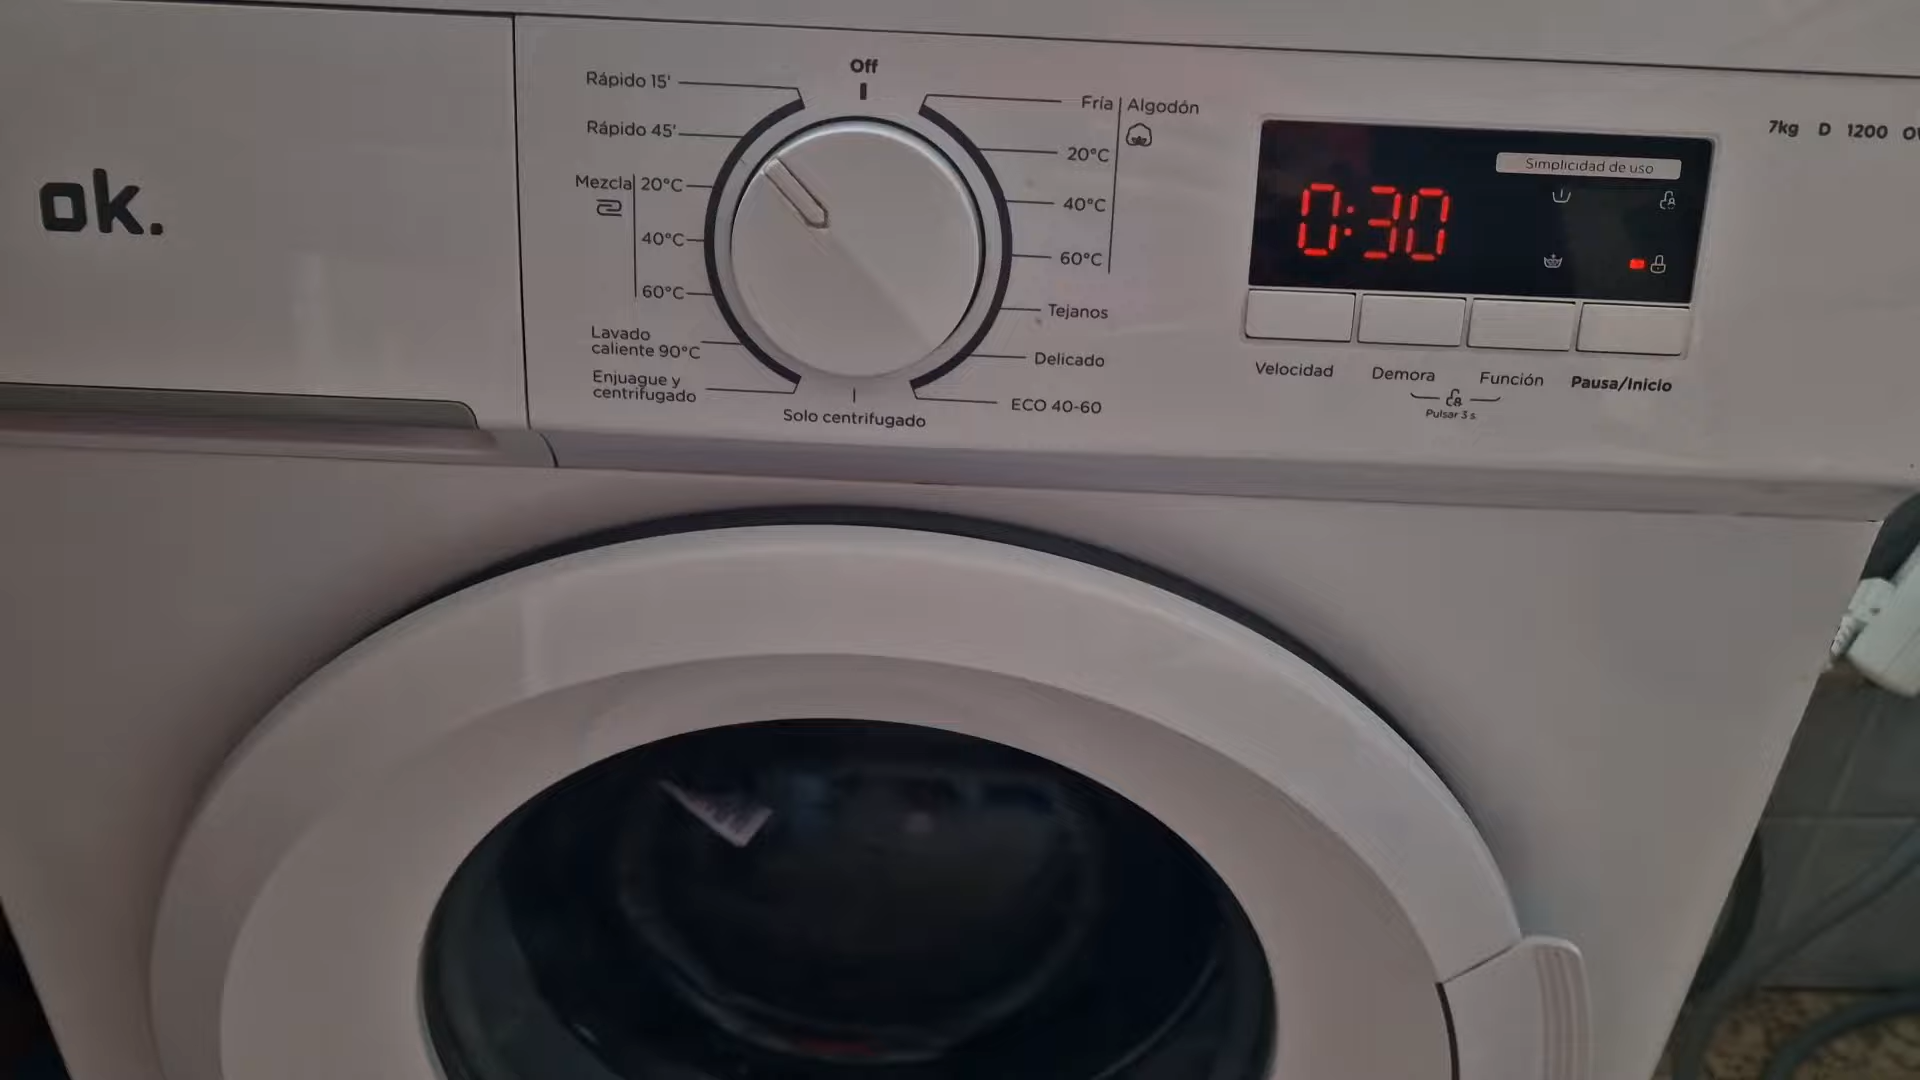 ok.
Off
Rápido 15'
Rápido 45'
Mezcla 20°C
40°C
60°C
Lavado
caliente 90°C
Enjuague y
centrifugado
Solo centrifugado
Fría Algodón
20°C
40°C
60°C
Tejanos
Delicado
ECO 40-60
Simplicidad de uso
0:30
Velocidad
Demora
Función
Pausa/Inicio
Pulsar 3 s.
7kg D 1200